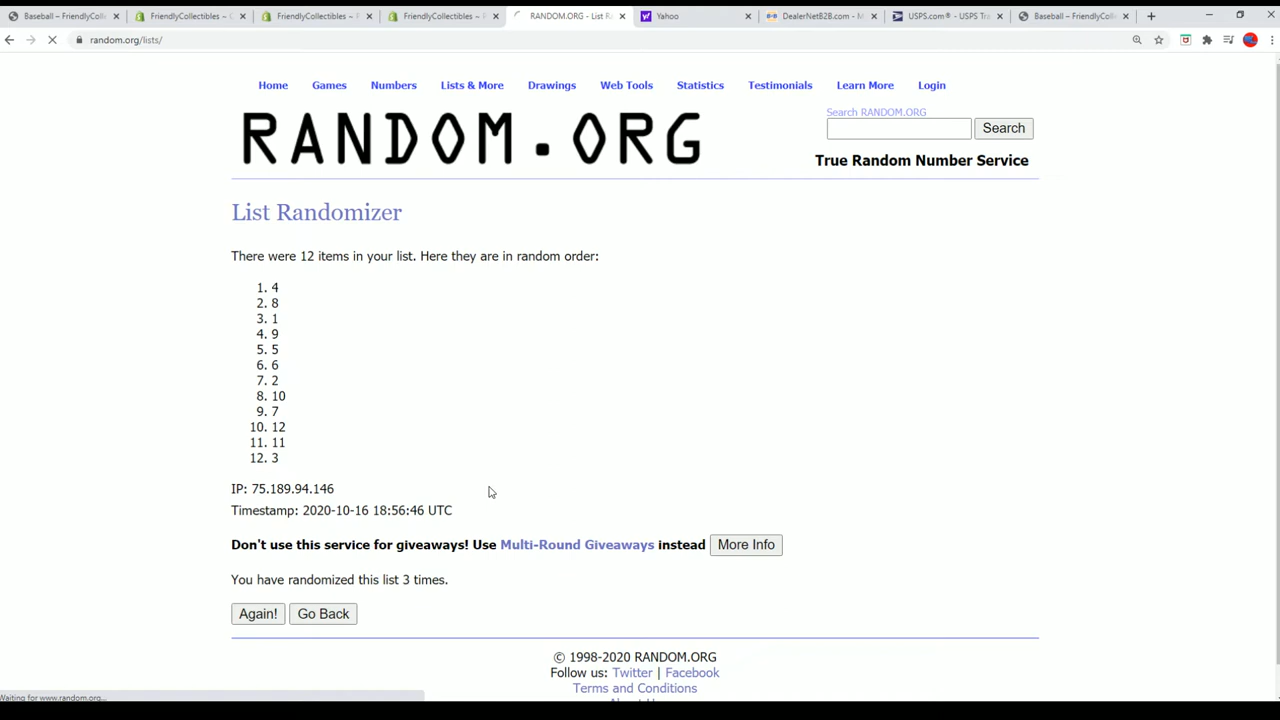 Baseball – FriendlyCollec
FriendlyCollectibles ~ C
FriendlyCollectibles ~ R
FriendlyCollectibles ~ R
RANDOM.ORG - List R
Yahoo
DealerNetB2B.com - M
USPS.com® - USPS Tra
Baseball – FriendlyColle
random.org/lists/
Home Games Numbers Lists & More Drawings Web Tools Statistics Testimonials Learn More Login
RANDOM.ORG
Search RANDOM.ORG
Search
True Random Number Service
List Randomizer
There were 12 items in your list. Here they are in random order:
1. 4
2. 8
3. 1
4. 9
5. 5
6. 6
7. 2
8. 10
9. 7
10. 12
11. 11
12. 3
IP: 75.189.94.146
Timestamp: 2020-10-16 18:56:46 UTC
Don't use this service for giveaways! Use Multi-Round Giveaways instead More Info
You have randomized this list 3 times.
Again! Go Back
© 1998-2020 RANDOM.ORG
Follow us: Twitter | Facebook
Terms and Conditions
Waiting for www.random.org...